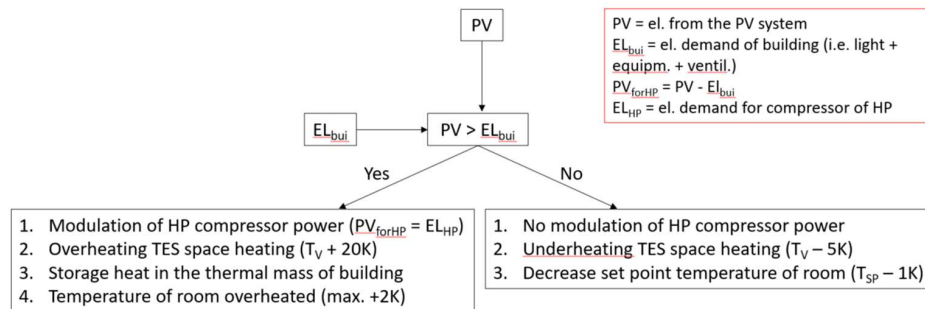 PV
PV = el. from the PV system
EL_bui = el. demand of building (i.e. light +
equipm. + ventil.)
PV_forHP = PV - El_bui
EL_HP = el. demand for compressor of HP
EL_bui
PV > EL_bui
Yes
No
1. Modulation of HP compressor power (PV_forHP = EL_HP)
2. Overheating TES space heating (T_V + 20K)
3. Storage heat in the thermal mass of building
4. Temperature of room overheated (max. +2K)
1. No modulation of HP compressor power
2. Underheating TES space heating (T_V – 5K)
3. Decrease set point temperature of room (T_SP – 1K)